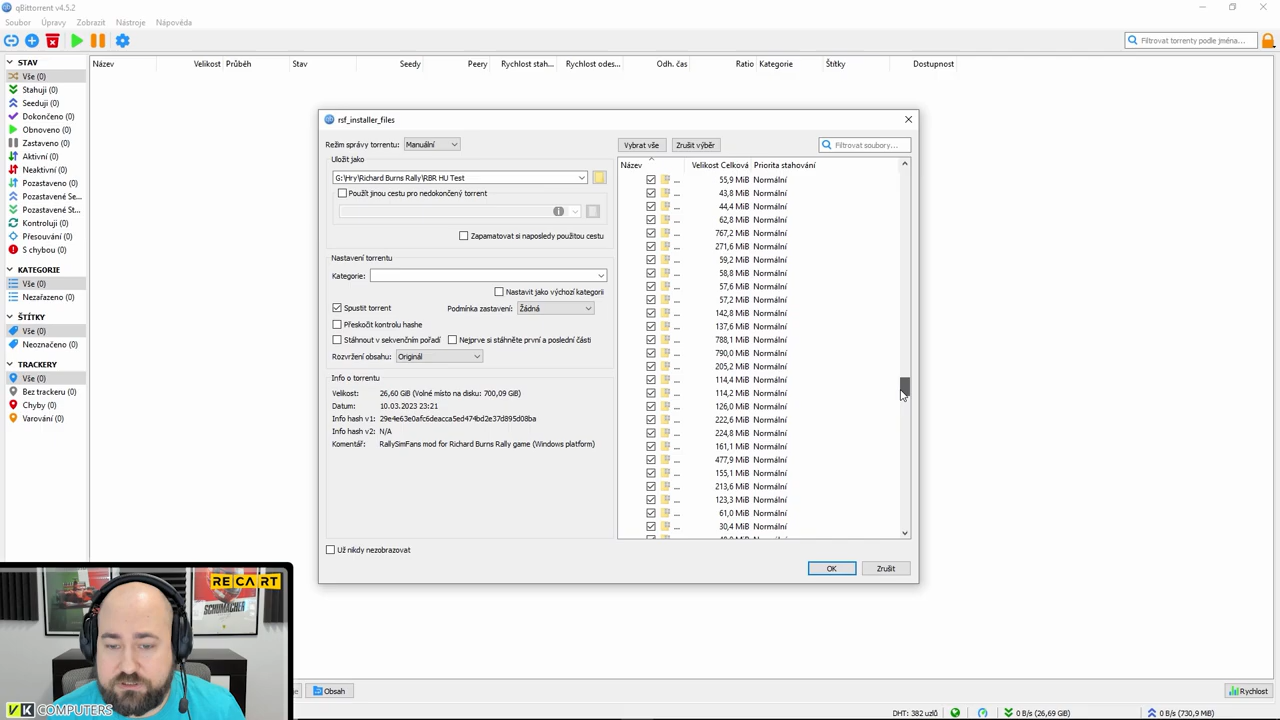 qBittorrent v4.5.2
Soubor Úpravy Zobrazit Nástroje Nápověda
Filtrovat torrenty podle jména...
STAV
Vše (0)
Stahuji (0)
Seeduji (0)
Dokončeno (0)
Obnoveno (0)
Zastaveno (0)
Aktivní (0)
Neaktivní (0)
Pozastaveno (0)
Pozastavené Se...
Pozastavené St...
Kontroluji (0)
Přesouvání (0)
S chybou (0)
KATEGORIE
Vše (0)
Nezařazeno (0)
ŠTÍTKY
Vše (0)
Neoznačeno (0)
TRACKERY
Vše (0)
Bez trackeru (0)
Chyby (0)
Varování (0)
Název Velikost Průběh Stav Seedy Peery Rychlost stah... Rychlost odes... Odh. čas Ratio Kategorie Štítky Dostupnost
rsf_installer_files
Režim správy torrentu: Manuální
Uložit jako
G:\Hry\Richard Burns Rally\RBR HU Test
Použít jinou cestu pro nedokončený torrent
Zapamatovat si naposledy použitou cestu
Nastavení torrentu
Kategorie:
Nastavit jako výchozí kategorii
Spustit torrent Podmínka zastavení: Žádná
Přeskočit kontrolu hashe
Stáhnout v sekvenčním pořadí Nejprve si stáhněte první a poslední části
Rozvržení obsahu: Originál
Info o torrentu
Velikost: 26,60 GiB (Volné místo na disku: 700,09 GiB)
Datum: 10.03.2023 23:21
Info hash v1: 29e4e63e0afc6deacca5ed474bd2e37d895d08ba
Info hash v2: N/A
Komentář: RallySimFans mod for Richard Burns Rally game (Windows platform)
Už nikdy nezobrazovat
Vybrat vše Zrušit výběr Filtrovat soubory...
Název Velikost Celková Priorita stahování
... 55,9 MiB Normální
... 43,8 MiB Normální
... 44,4 MiB Normální
... 62,8 MiB Normální
... 767,2 MiB Normální
... 271,6 MiB Normální
... 59,2 MiB Normální
... 58,8 MiB Normální
... 57,6 MiB Normální
... 57,2 MiB Normální
... 142,8 MiB Normální
... 137,6 MiB Normální
... 788,1 MiB Normální
... 790,0 MiB Normální
... 205,2 MiB Normální
... 114,4 MiB Normální
... 114,2 MiB Normální
... 126,0 MiB Normální
... 222,6 MiB Normální
... 224,8 MiB Normální
... 161,1 MiB Normální
... 477,9 MiB Normální
... 155,1 MiB Normální
... 213,6 MiB Normální
... 123,3 MiB Normální
... 61,0 MiB Normální
... 30,4 MiB Normální
OK Zrušit
RECART
SCHUMACHER
VK COMPUTERS
Obsah
Rychlost
DHT: 382 uzlů 0 B/s (26,69 GiB) 0 B/s (730,9 MiB)